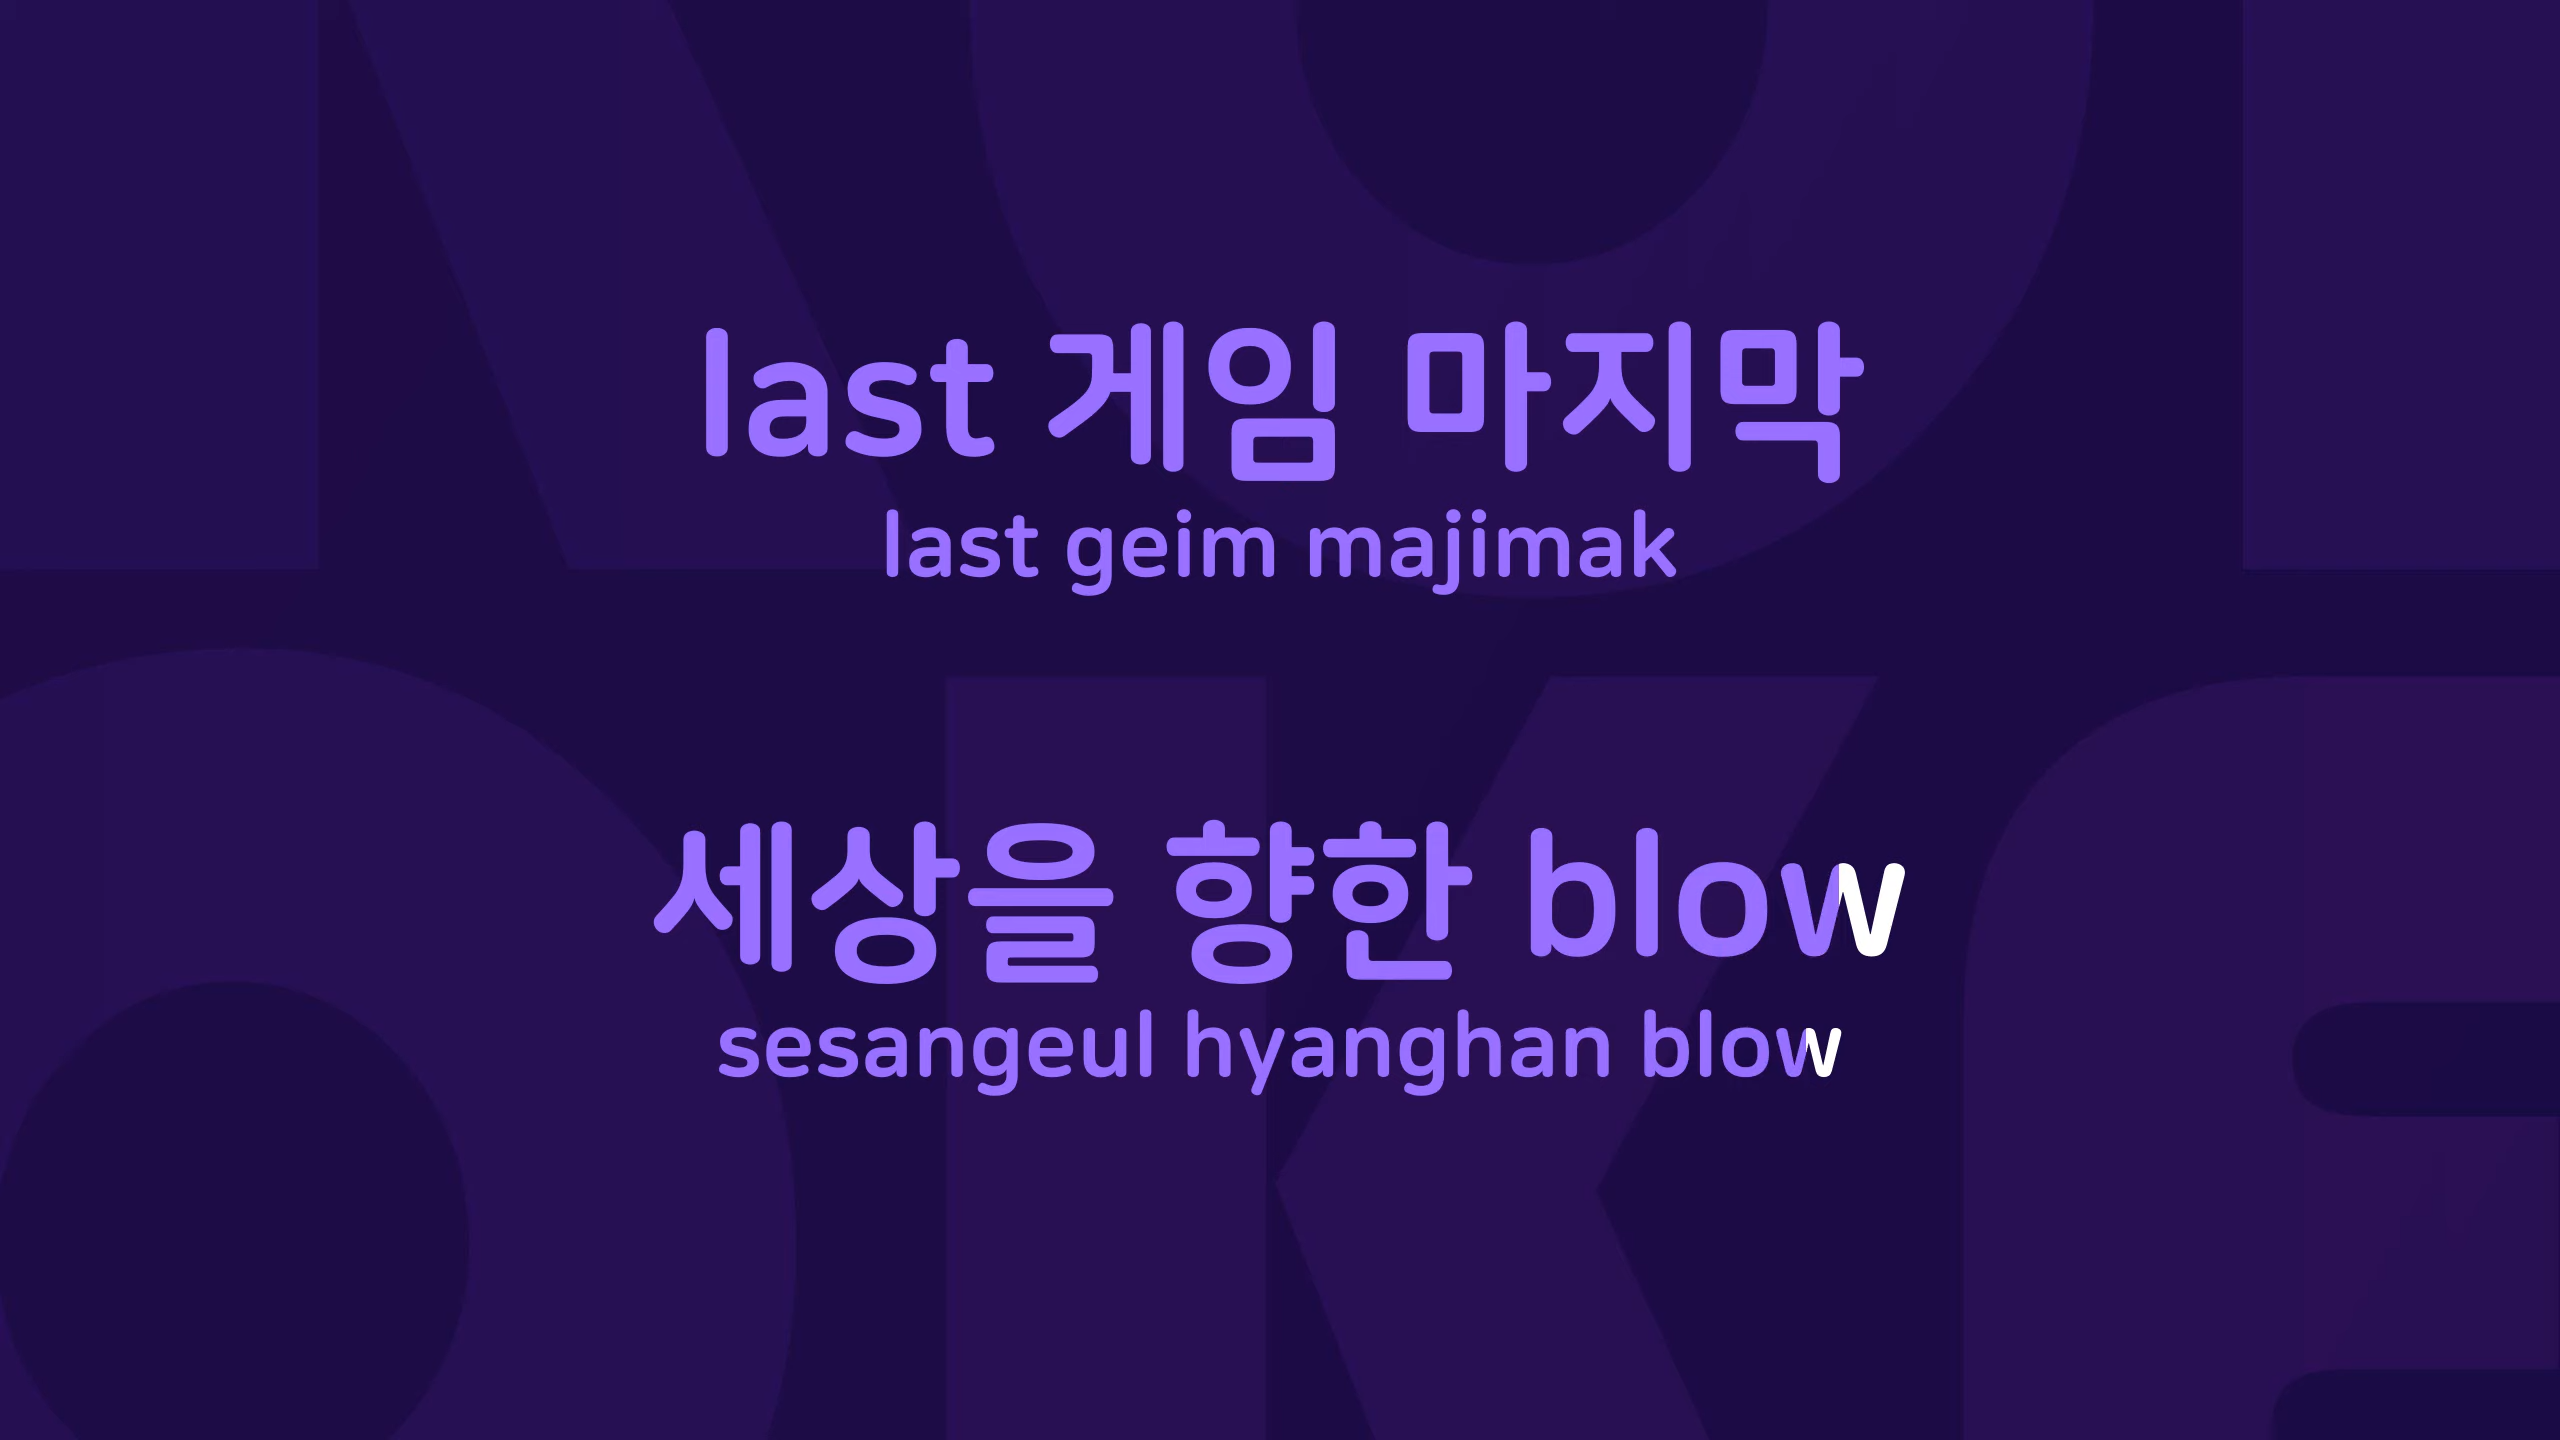 last 게임 마지막
last geim majimak
세상을 향한 blow
sesangeul hyanghan blow